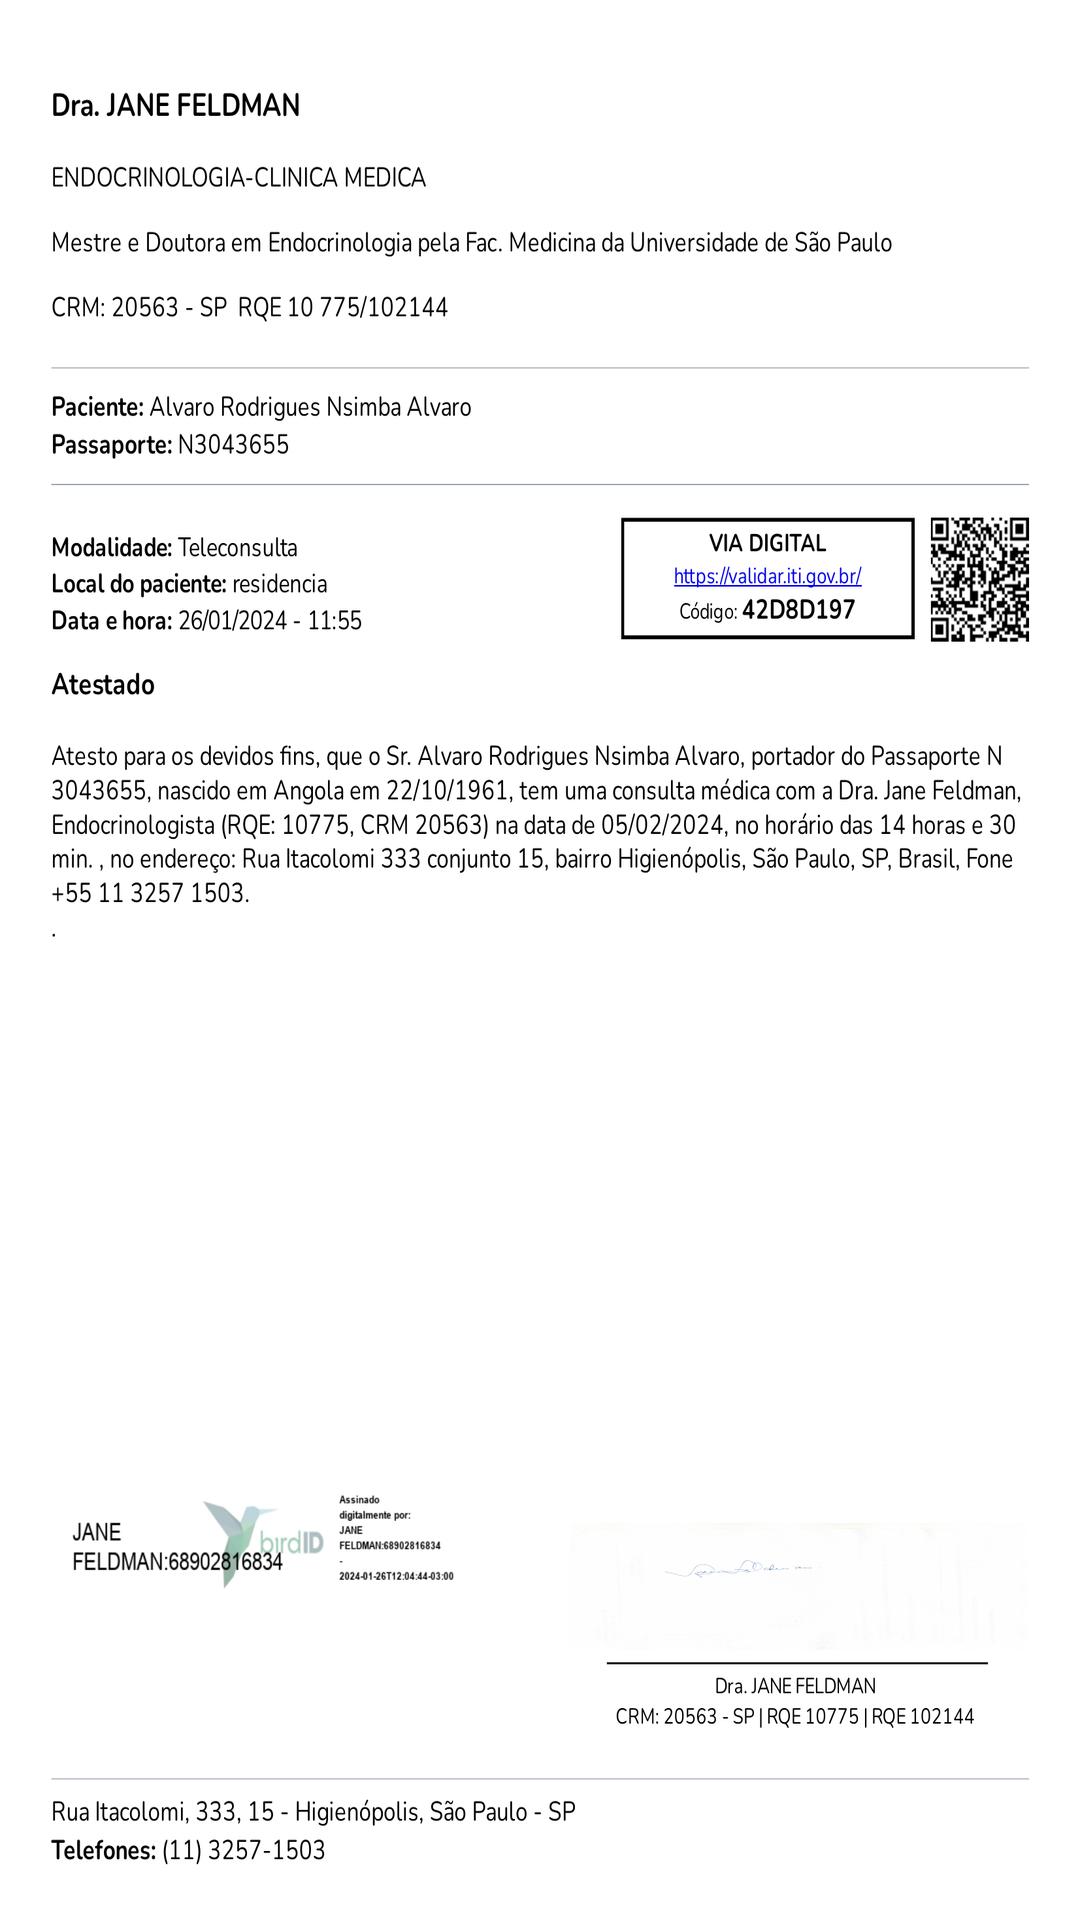 Dra. JANE FELDMAN
ENDOCRINOLOGIA-CLINICA MEDICA
Mestre e Doutora em Endocrinologia pela Fac. Medicina da Universidade de São Paulo
CRM: 20563 - SP  RQE 10 775/102144
Paciente: Alvaro Rodrigues Nsimba Alvaro
Passaporte: N3043655
Modalidade: Teleconsulta
Local do paciente: residencia
Data e hora: 26/01/2024 - 11:55
VIA DIGITAL
https://validar.iti.gov.br/
Código: 42D8D197
Atestado
Atesto para os devidos fins, que o Sr. Alvaro Rodrigues Nsimba Alvaro, portador do Passaporte N
3043655, nascido em Angola em 22/10/1961, tem uma consulta médica com a Dra. Jane Feldman,
Endocrinologista (RQE: 10775, CRM 20563) na data de 05/02/2024, no horário das 14 horas e 30
min. , no endereço: Rua Itacolomi 333 conjunto 15, bairro Higienópolis, São Paulo, SP, Brasil, Fone
+55 11 3257 1503.
.
JANE
FELDMAN:68902816834
birdID
Assinado
digitalmente por:
JANE
FELDMAN:68902816834
-
2024-01-26T12:04:44-03:00
Dra. JANE FELDMAN
CRM: 20563 - SP | RQE 10775 | RQE 102144
Rua Itacolomi, 333, 15 - Higienópolis, São Paulo - SP
Telefones: (11) 3257-1503